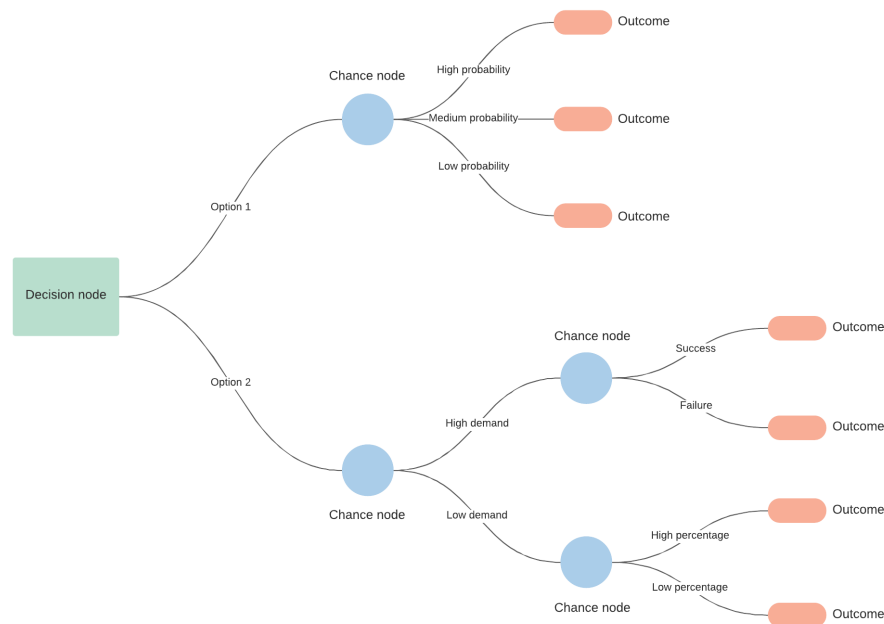 Outcome
High probability
Chance node
Medium probability
Outcome
Low probability
Option 1
Outcome
Decision node
Chance node
Outcome
Success
Option 2
Failure
High demand
Outcome
Chance node
Low demand
Outcome
High percentage
Low percentage
Chance node
Outcome